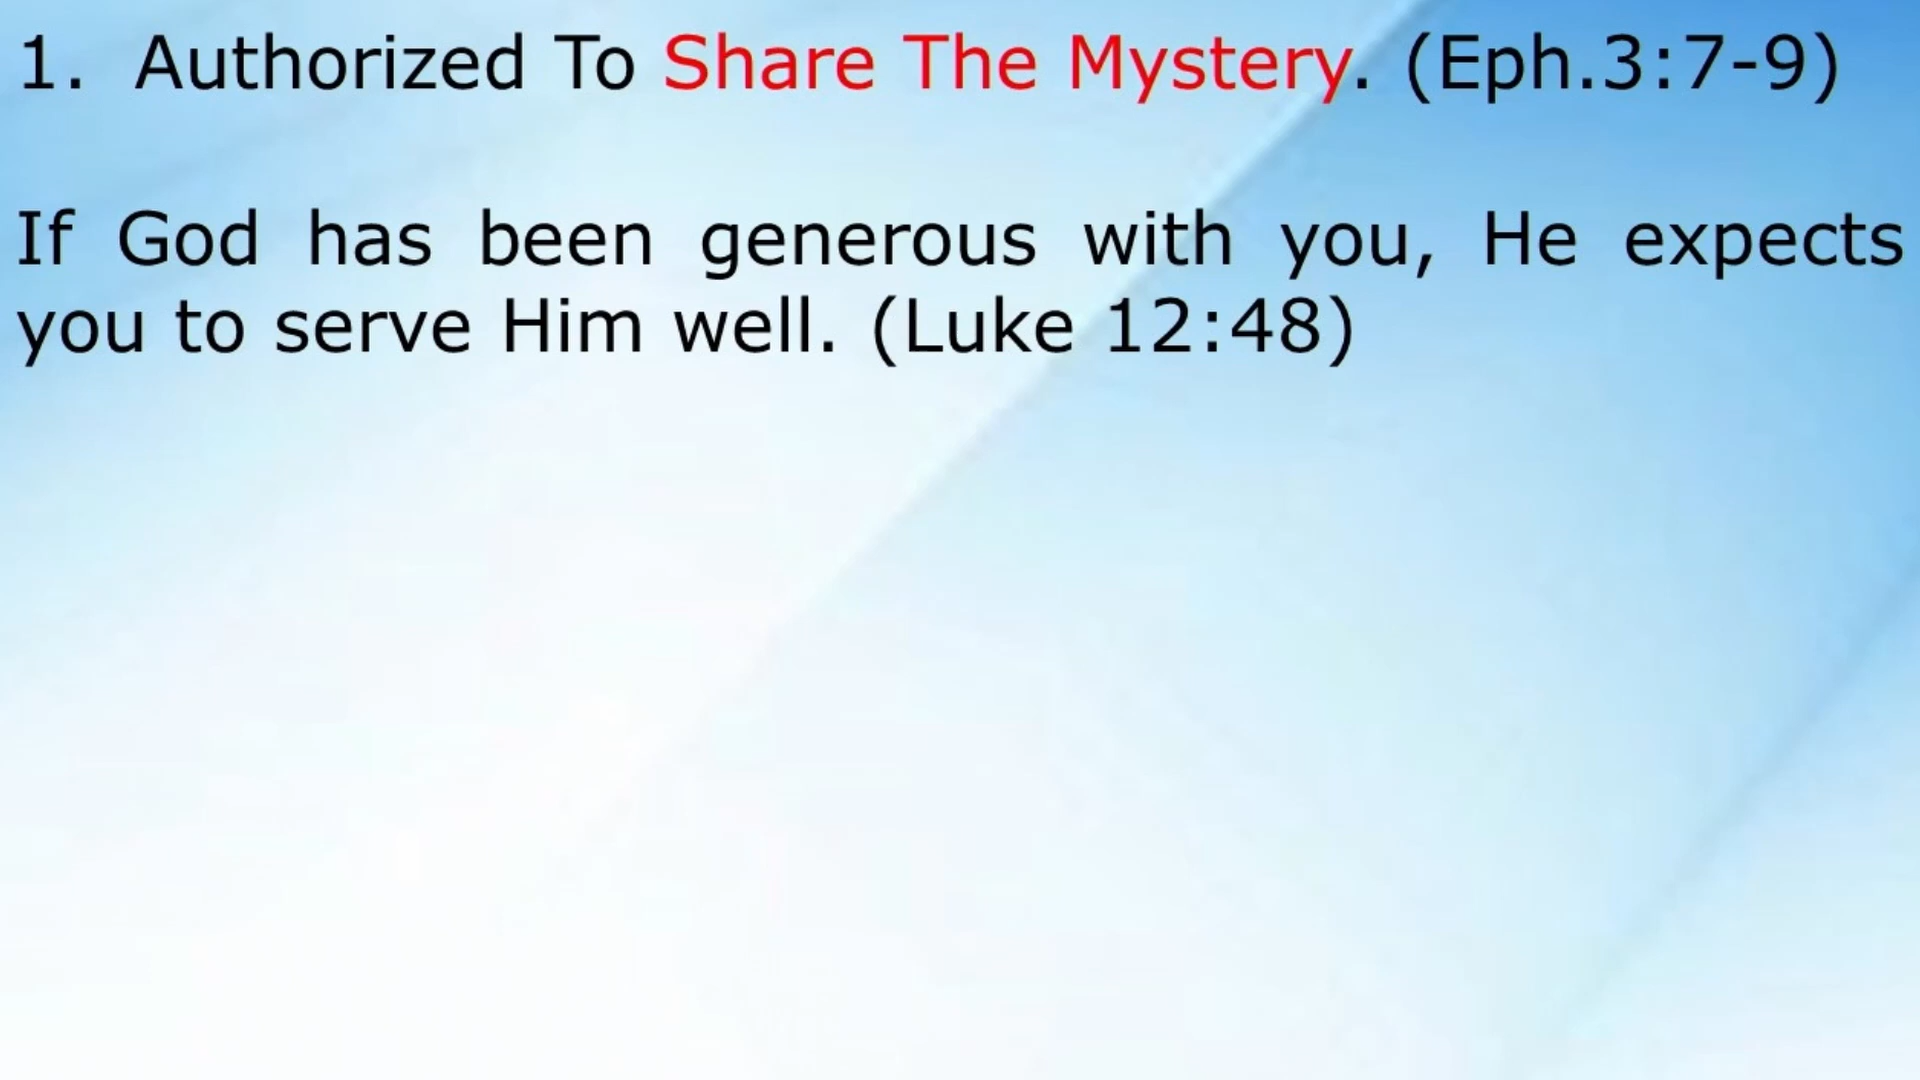 1. Authorized To Share The Mystery. (Eph.3:7-9)
If God has been generous with you, He expects
you to serve Him well. (Luke 12:48)